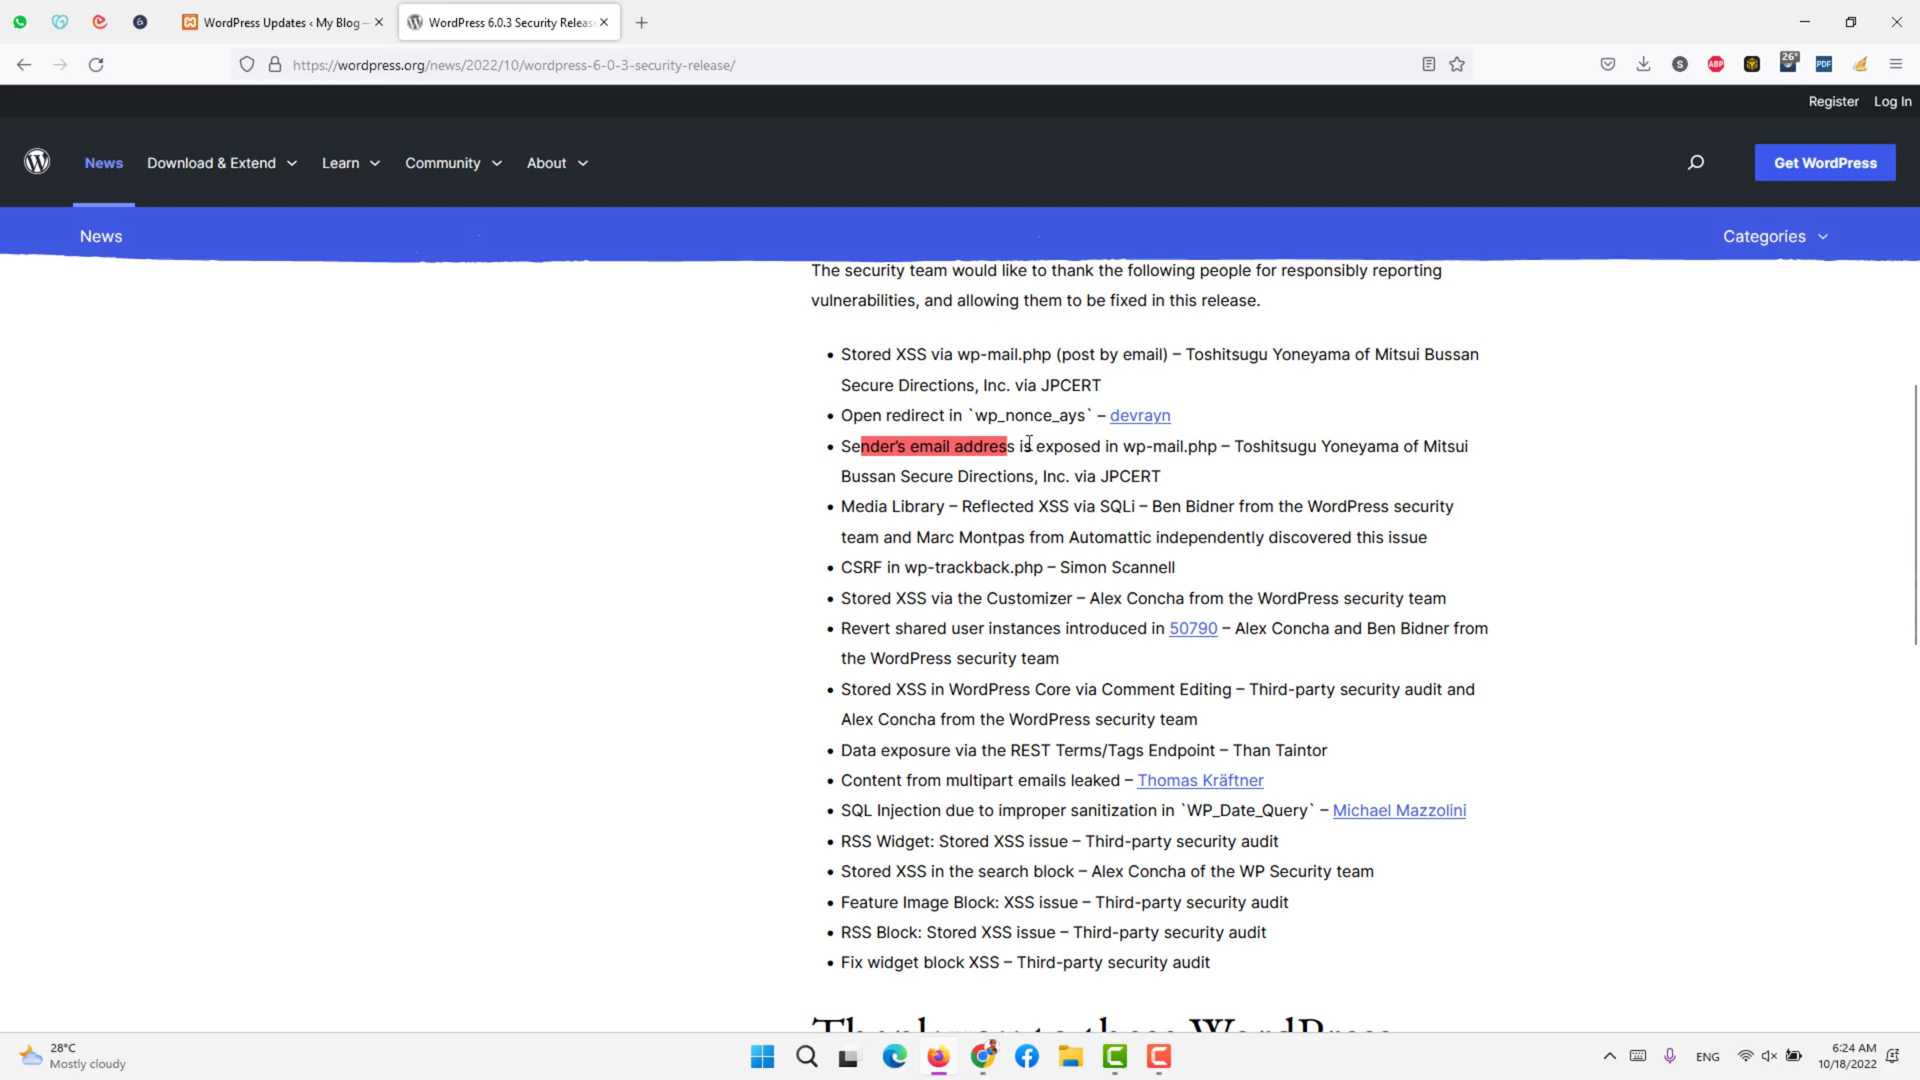 WordPress Updates ‹ My Blog —
WordPress 6.0.3 Security Releas
https://wordpress.org/news/2022/10/wordpress-6-0-3-security-release/
S
ABP
26°
PDF
Register Log In
News Download & Extend Learn Community About
Get WordPress
News
Categories
The security team would like to thank the following people for responsibly reporting
vulnerabilities, and allowing them to be fixed in this release.
• Stored XSS via wp-mail.php (post by email) – Toshitsugu Yoneyama of Mitsui Bussan
Secure Directions, Inc. via JPCERT
• Open redirect in `wp_nonce_ays` – devrayn
• Sender's email address is exposed in wp-mail.php – Toshitsugu Yoneyama of Mitsui
Bussan Secure Directions, Inc. via JPCERT
• Media Library – Reflected XSS via SQLi – Ben Bidner from the WordPress security
team and Marc Montpas from Automattic independently discovered this issue
• CSRF in wp-trackback.php – Simon Scannell
• Stored XSS via the Customizer – Alex Concha from the WordPress security team
• Revert shared user instances introduced in 50790 – Alex Concha and Ben Bidner from
the WordPress security team
• Stored XSS in WordPress Core via Comment Editing – Third-party security audit and
Alex Concha from the WordPress security team
• Data exposure via the REST Terms/Tags Endpoint – Than Taintor
• Content from multipart emails leaked – Thomas Kräftner
• SQL Injection due to improper sanitization in `WP_Date_Query` – Michael Mazzolini
• RSS Widget: Stored XSS issue – Third-party security audit
• Stored XSS in the search block – Alex Concha of the WP Security team
• Feature Image Block: XSS issue – Third-party security audit
• RSS Block: Stored XSS issue – Third-party security audit
• Fix widget block XSS – Third-party security audit
Thank you to these WordPress
28°C
Mostly cloudy
ENG
6:24 AM
10/18/2022